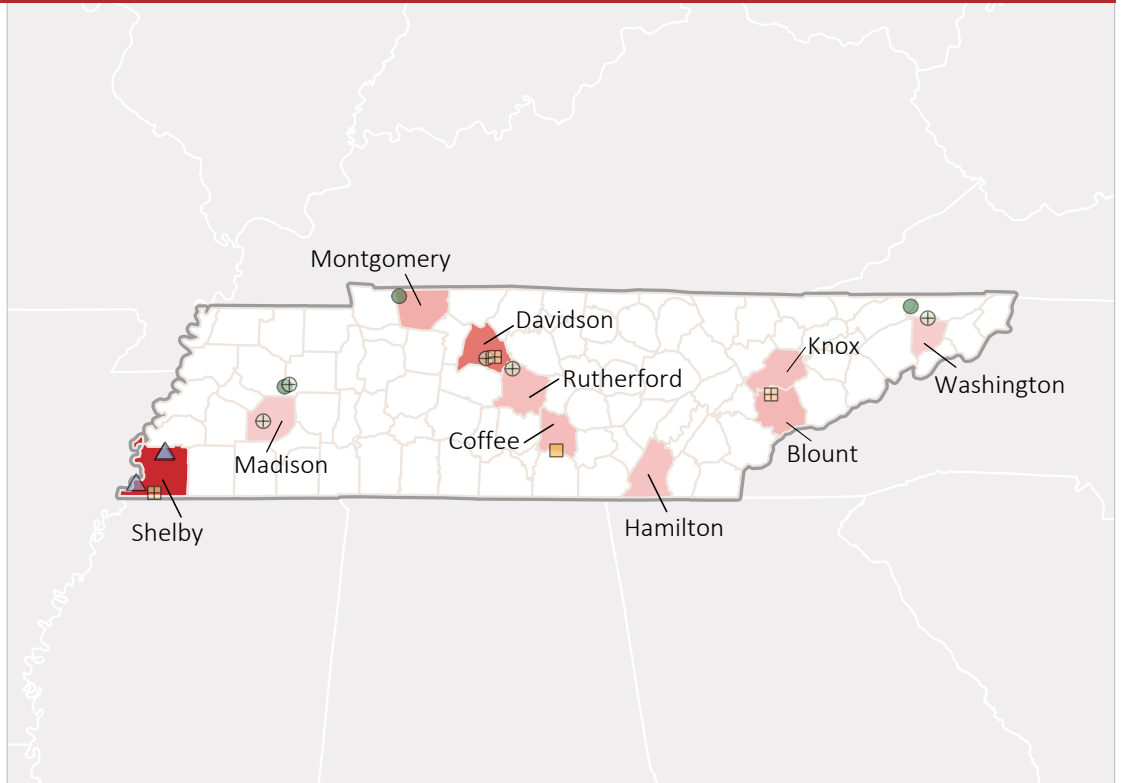 Montgomery
Davidson
Knox
Rutherford
Washington
Coffee
Blount
Madison
Hamilton
Shelby